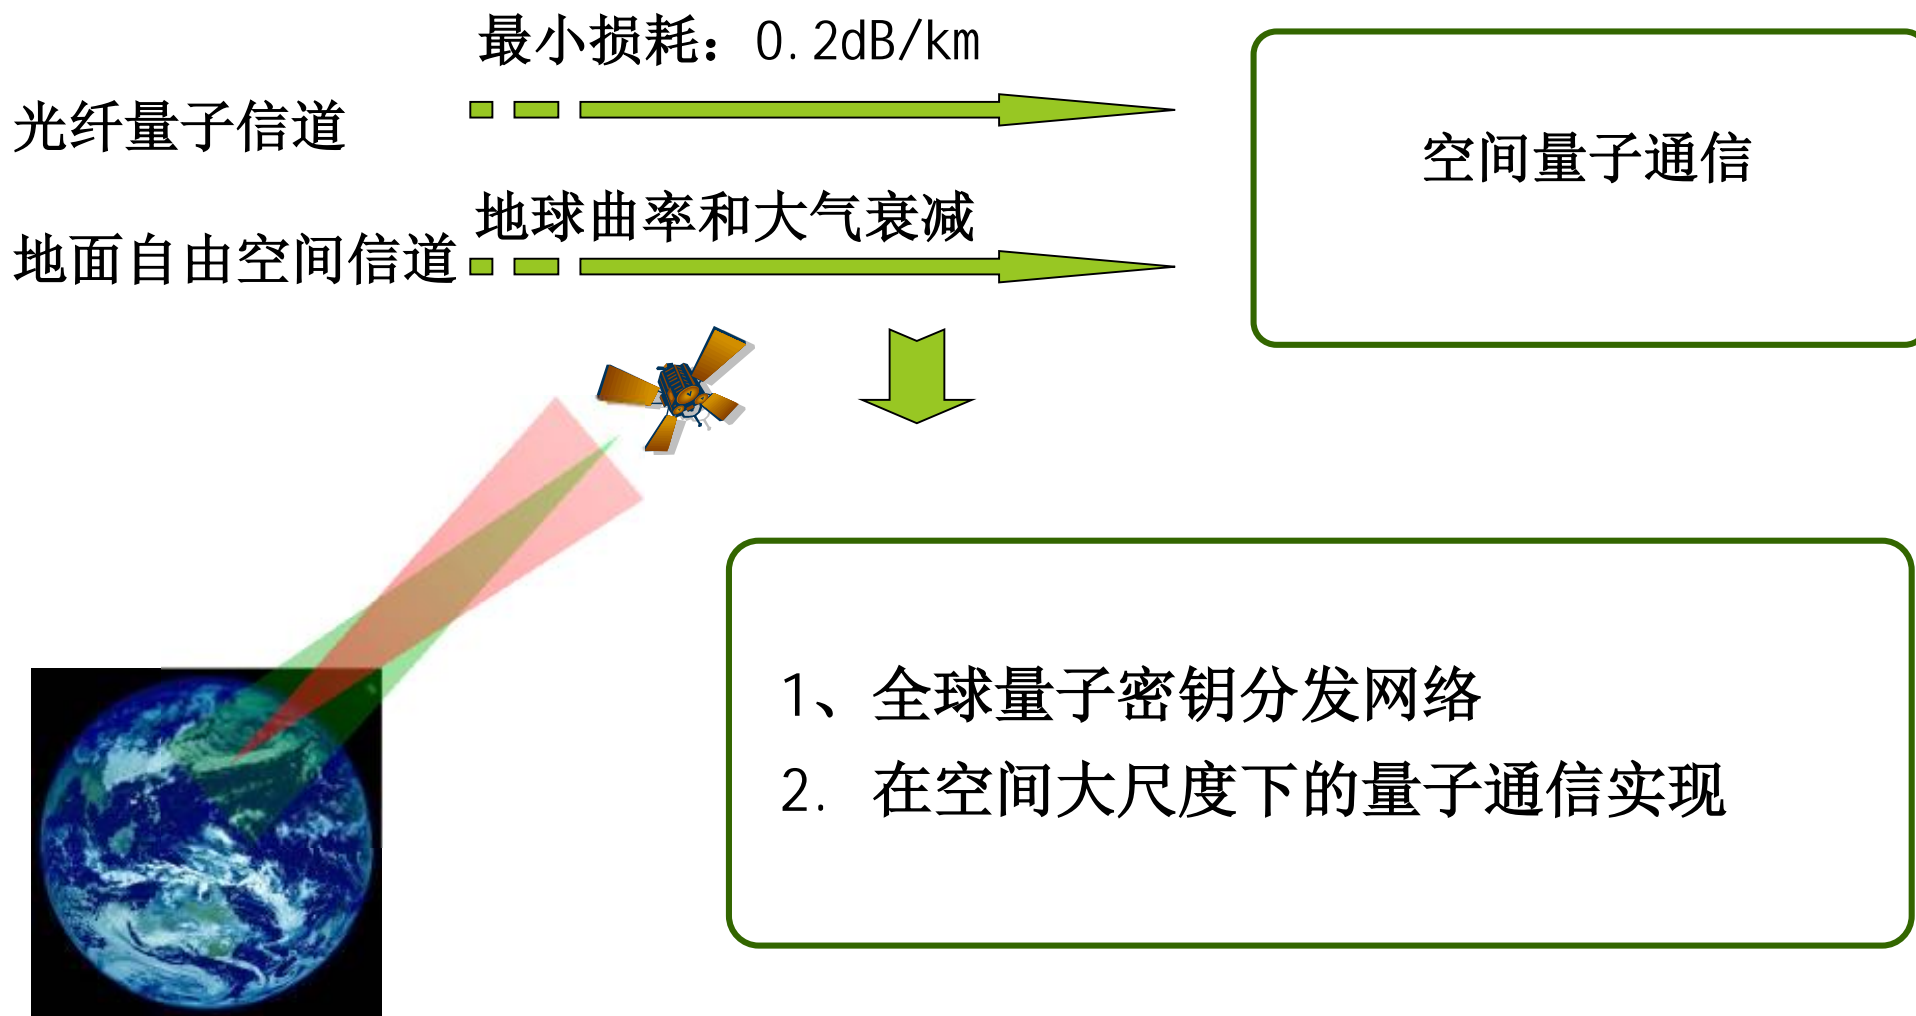 最小损耗：0.2dB/km
光纤量子信道
空间量子通信
地球曲率和大气衰减
地面自由空间信道
1、全球量子密钥分发网络
2. 在空间大尺度下的量子通信实现